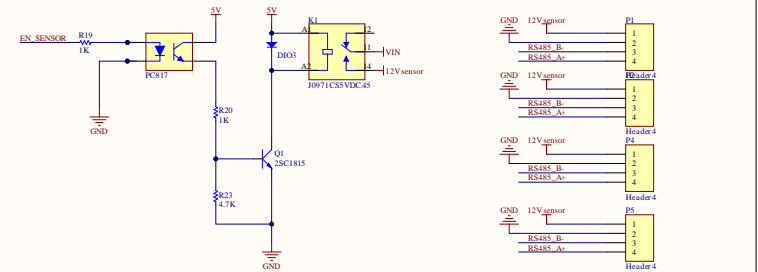 EN_SENSOR
R19
1K
PC817
GND
5V
R20
1K
R23
4.7K
5V
DIO3
K1
A1
A2
12
11
14
VIN
12Vsensor
J0971CS5VDC.45
Q1
2SC1815
GND
GND
12Vsensor
P1
1
2
RS485_B-
3
RS485_A+
4
Header4
GND
12Vsensor
P2
1
2
RS485_B-
3
RS485_A+
4
Header4
GND
12Vsensor
P4
1
2
RS485_B-
3
RS485_A+
4
Header4
GND
12Vsensor
P5
1
2
RS485_B-
3
RS485_A+
4
Header4